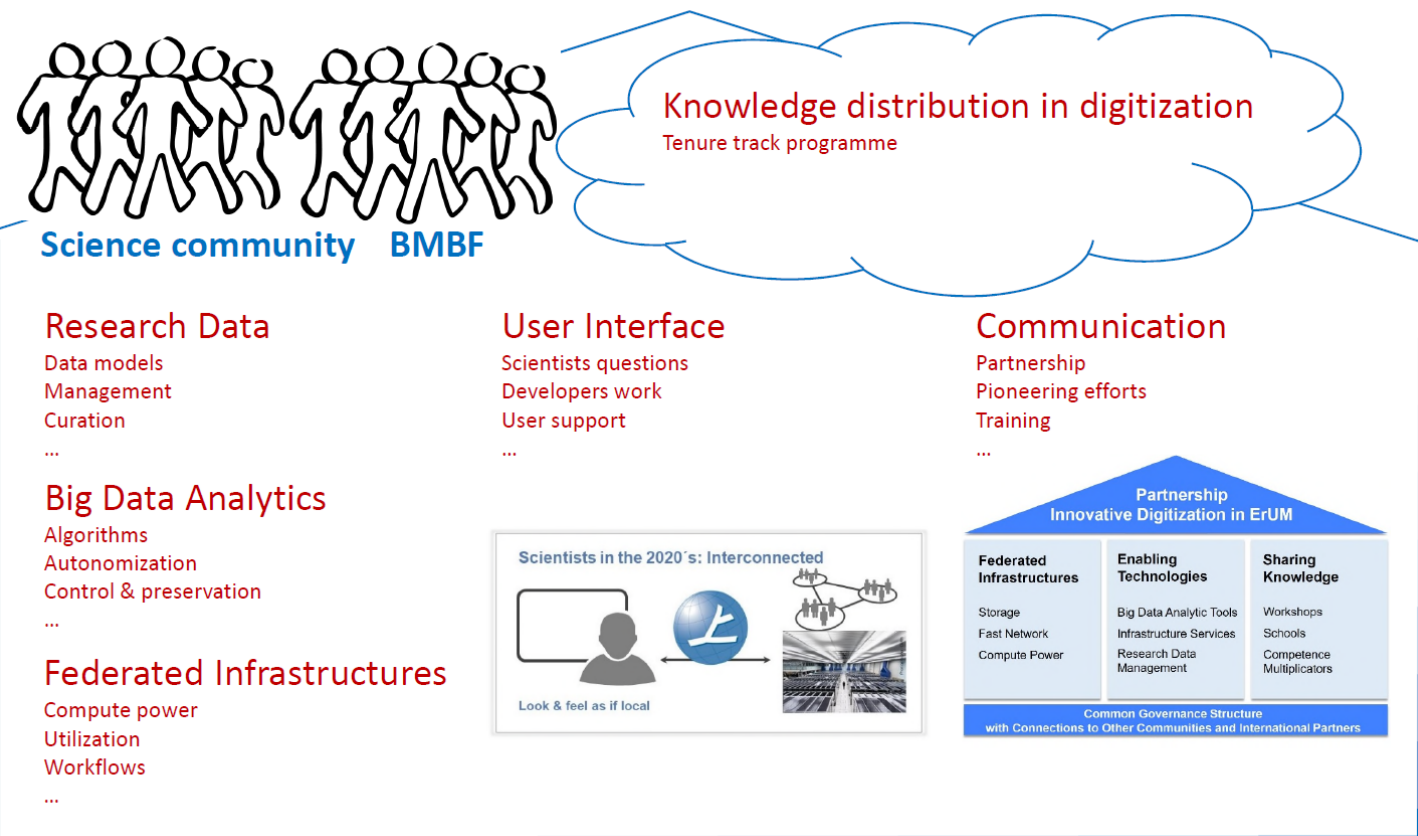 Knowledge distribution in digitization
Tenure track programme
Science community BMBF
Research Data
Data models
Management
Curation
...
Big Data Analytics
Algorithms
Autonomization
Control & preservation
...
Federated Infrastructures
Compute power
Utilization
Workflows
...
User Interface
Scientists questions
Developers work
User support
...
Scientists in the 2020´s: Interconnected
Look & feel as if local
Communication
Partnership
Pioneering efforts
Training
...
Partnership
Innovative Digitization in ErUM
Federated
Infrastructures
Storage
Fast Network
Compute Power
Enabling
Technologies
Big Data Analytic Tools
Infrastructure Services
Research Data
Management
Sharing
Knowledge
Workshops
Schools
Competence
Multiplicators
Common Governance Structure
with Connections to Other Communities and International Partners